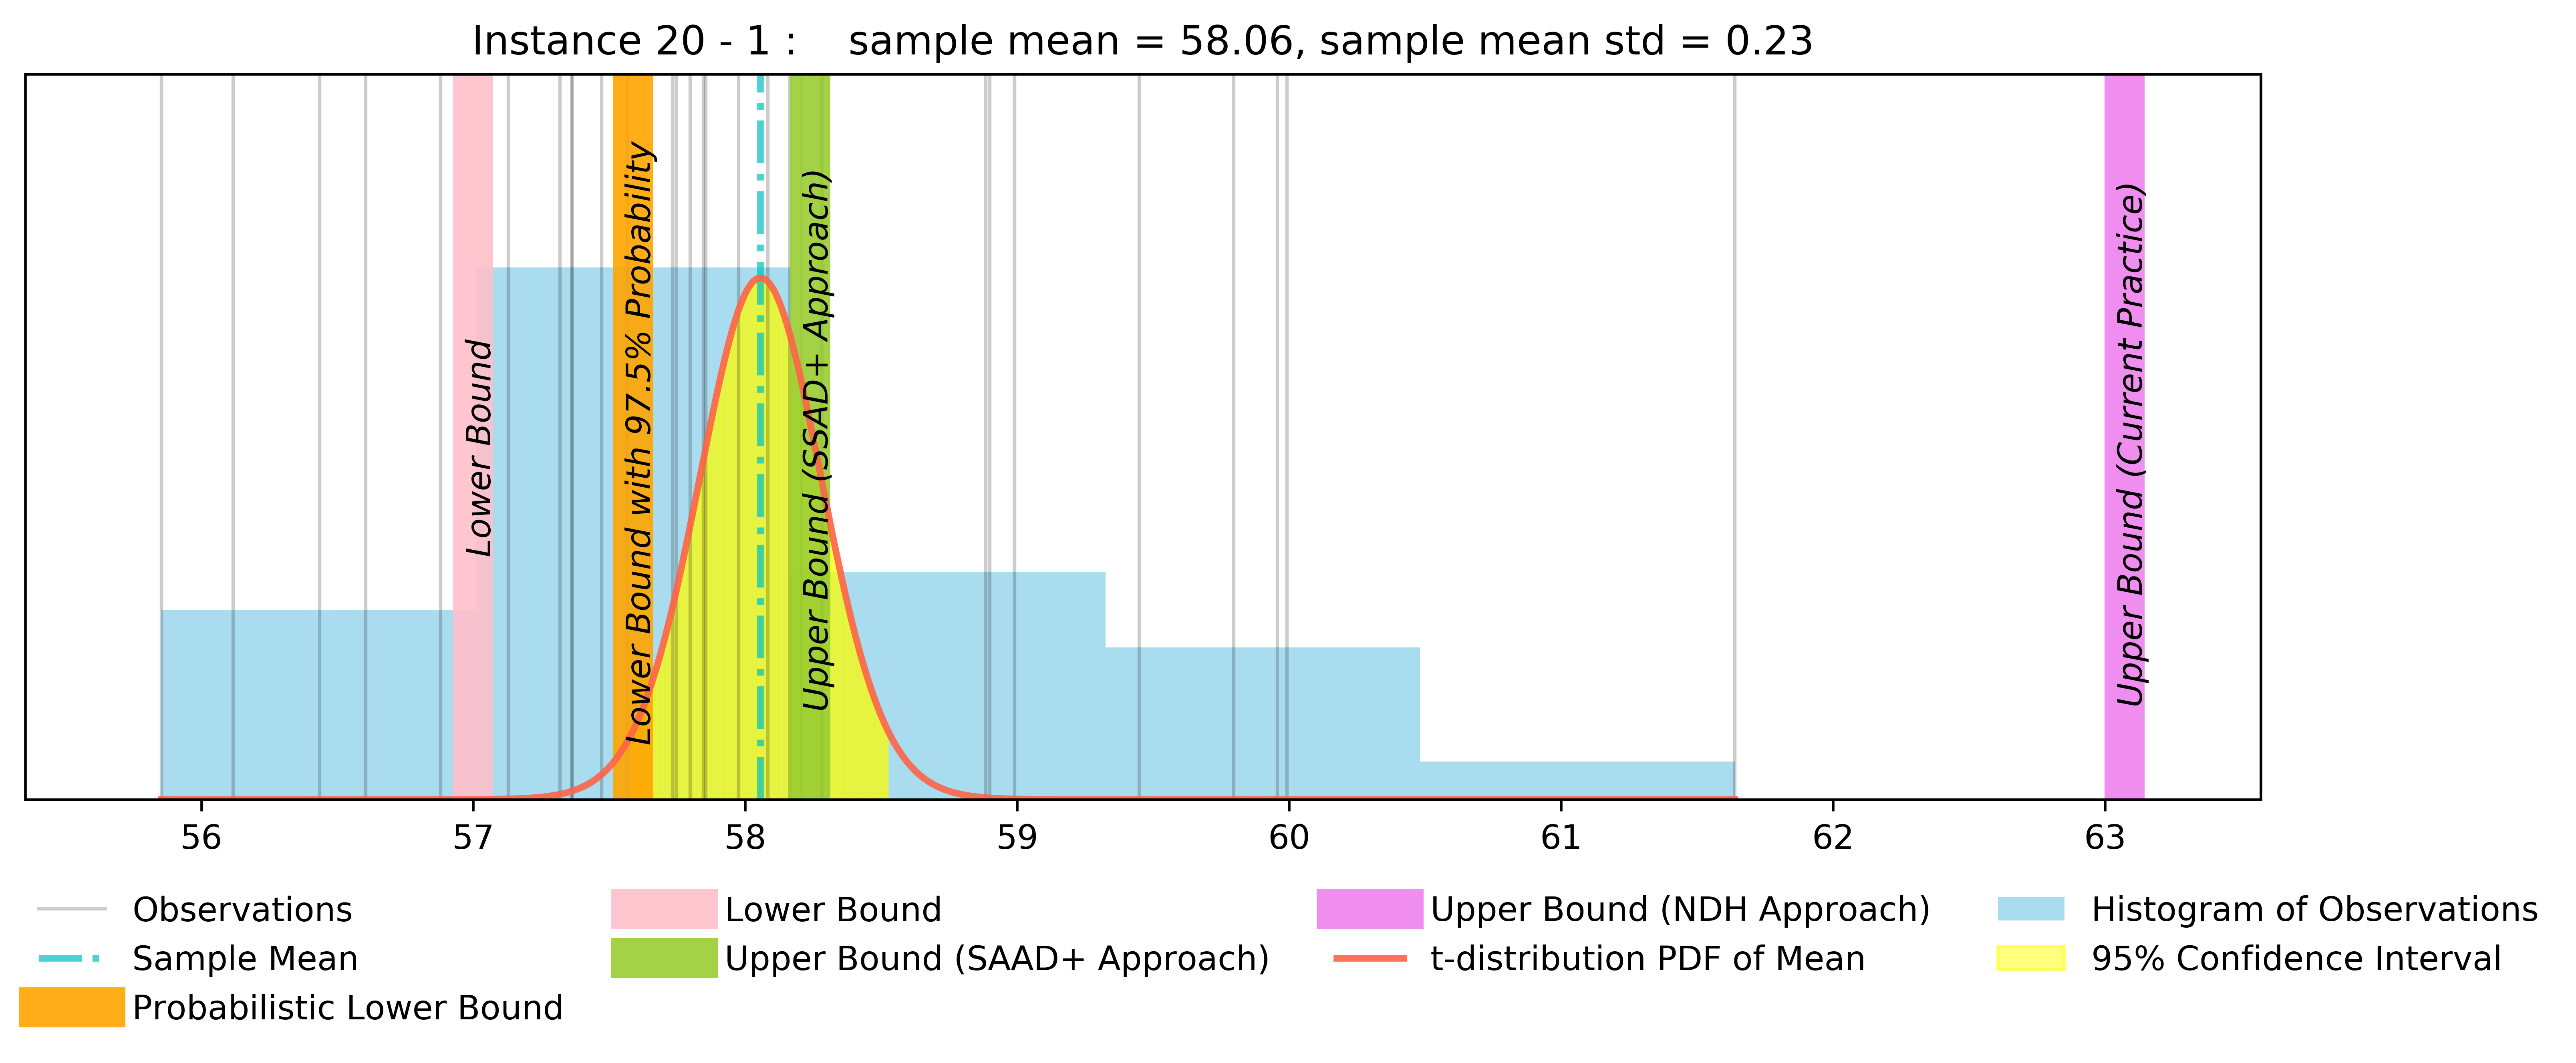 Instance 20 - 1 :    sample mean = 58.06, sample mean std = 0.23
Lower Bound
Lower Bound with 97.5% Probability
Upper Bound (SSAD+ Approach)
Upper Bound (Current Practice)
56 57 58 59 60 61 62 63
Observations
Sample Mean
Probabilistic Lower Bound
Lower Bound
Upper Bound (SAAD+ Approach)
Upper Bound (NDH Approach)
t-distribution PDF of Mean
Histogram of Observations
95% Confidence Interval